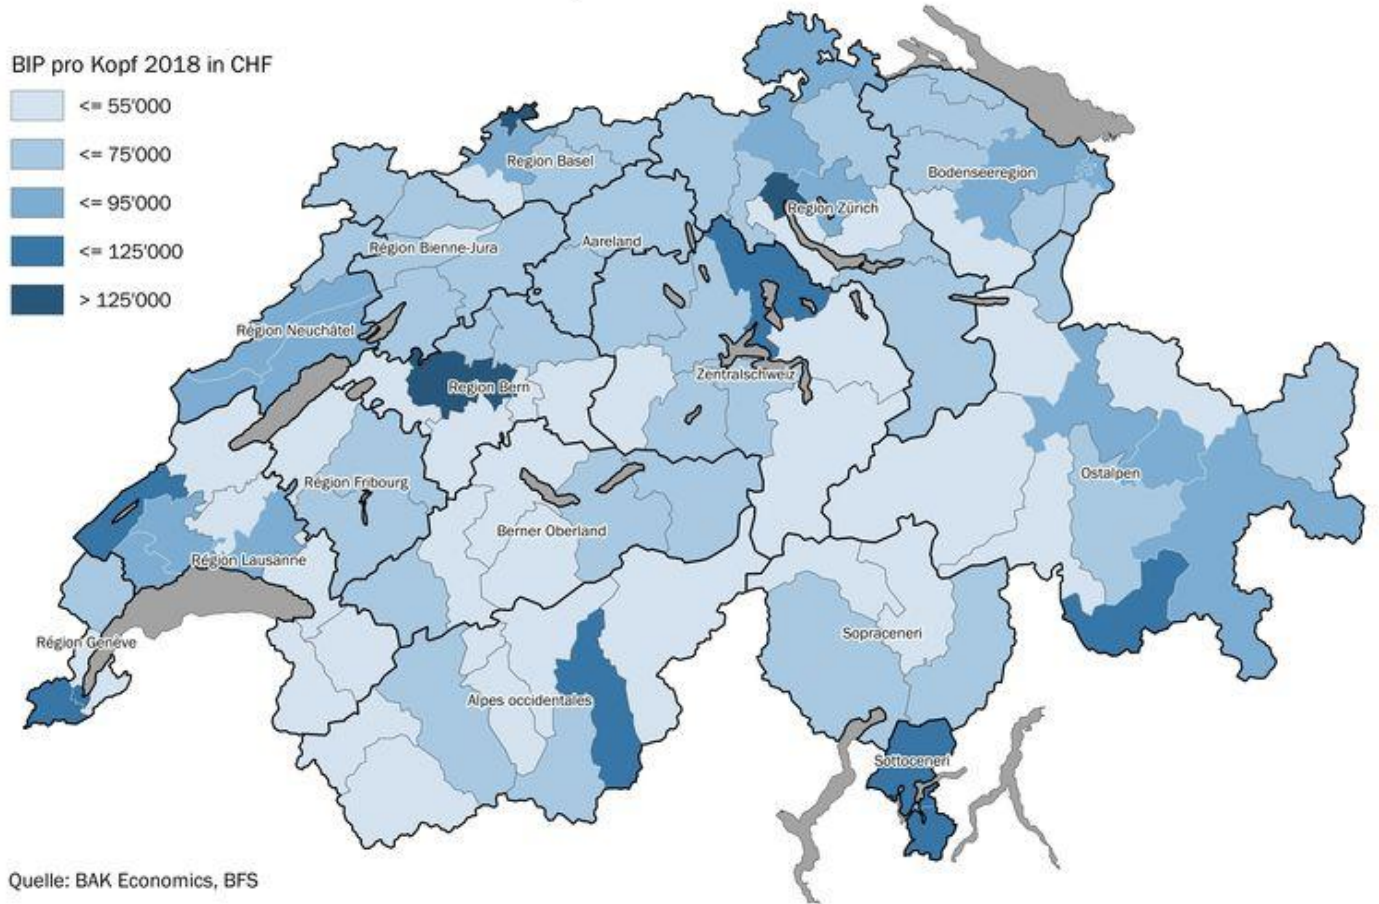 BIP pro Kopf 2018 in CHF
<= 55'000
<= 75'000
<= 95'000
<= 125'000
> 125'000
Region Basel
Bodenseeregion
Region Zürich
Région Bienne-Jura
Aareland
Région Neuchâtel
Zentralschweiz
Region Bern
Ostalpen
Région Fribourg
Berner Oberland
Région Lausanne
Sopraceneri
Région Genève
Alpes occidentales
Sottoceneri
Quelle: BAK Economics, BFS